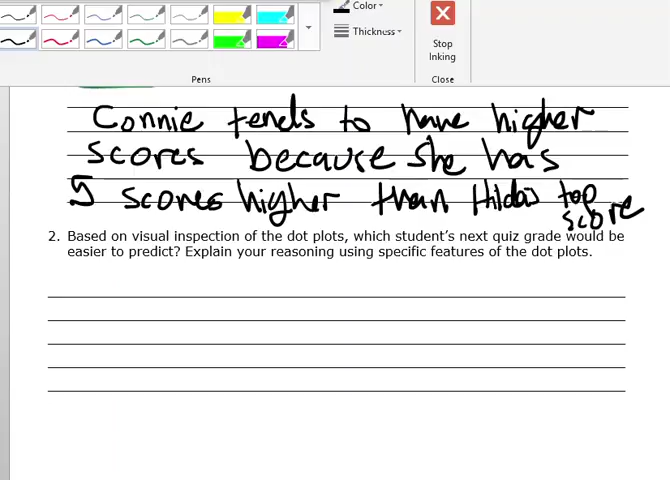 Color
Thickness
Stop
Inking
Pens
Close
Connie tends to have higher
scores because she has
5 scores higher than Hilda's top
score
2. Based on visual inspection of the dot plots, which student's next quiz grade would be
easier to predict? Explain your reasoning using specific features of the dot plots.